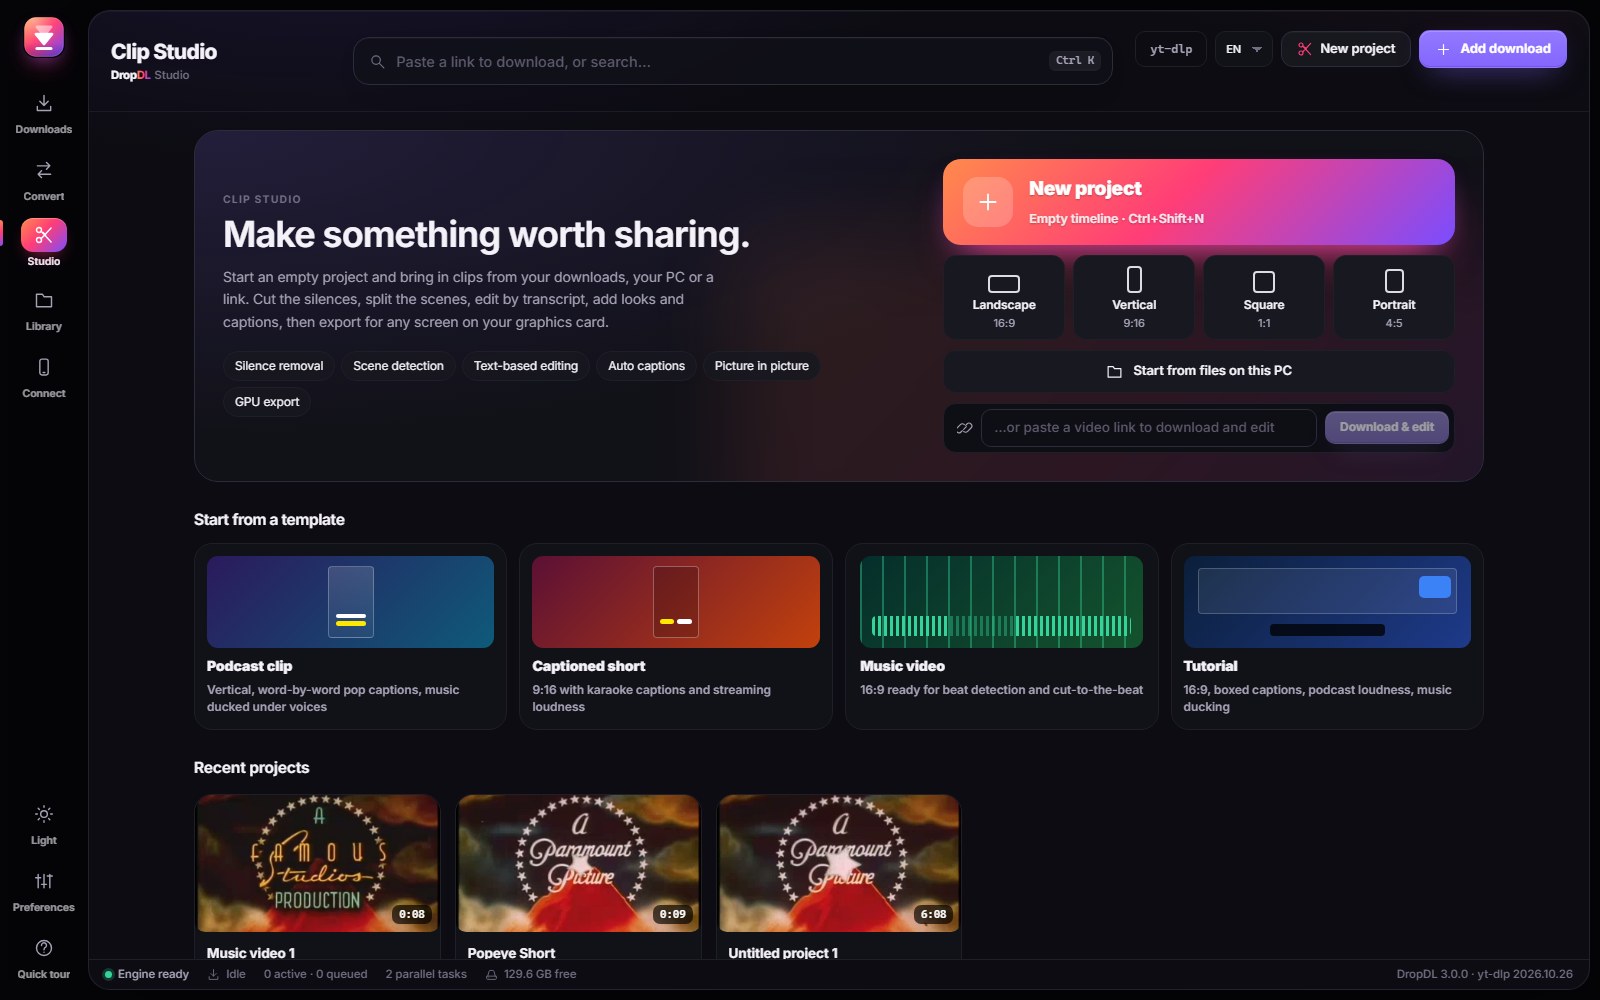 Clip Studio
DropDL Studio
Paste a link to download, or search...
Ctrl K
yt-dlp
EN
New project
Add download
Downloads
Convert
Studio
Library
Connect
Light
Preferences
Quick tour
CLIP STUDIO
Make something worth sharing.
Start an empty project and bring in clips from your downloads, your PC or a
link. Cut the silences, split the scenes, edit by transcript, add looks and
captions, then export for any screen on your graphics card.
Silence removal
Scene detection
Text-based editing
Auto captions
Picture in picture
GPU export
New project
Empty timeline · Ctrl+Shift+N
Landscape
16:9
Vertical
9:16
Square
1:1
Portrait
4:5
Start from files on this PC
...or paste a video link to download and edit
Download & edit
Start from a template
Podcast clip
Vertical, word-by-word pop captions, music
ducked under voices
Captioned short
9:16 with karaoke captions and streaming
loudness
Music video
16:9 ready for beat detection and cut-to-the-beat
Tutorial
16:9, boxed captions, podcast loudness, music
ducking
Recent projects
A
FAMOUS
Studios
PRODUCTION
0:08
Music video 1
A
Paramount
Picture
0:09
Popeye Short
A
Paramount
Picture
6:08
Untitled project 1
Engine ready
Idle
0 active · 0 queued
2 parallel tasks
129.6 GB free
DropDL 3.0.0 · yt-dlp 2026.10.26